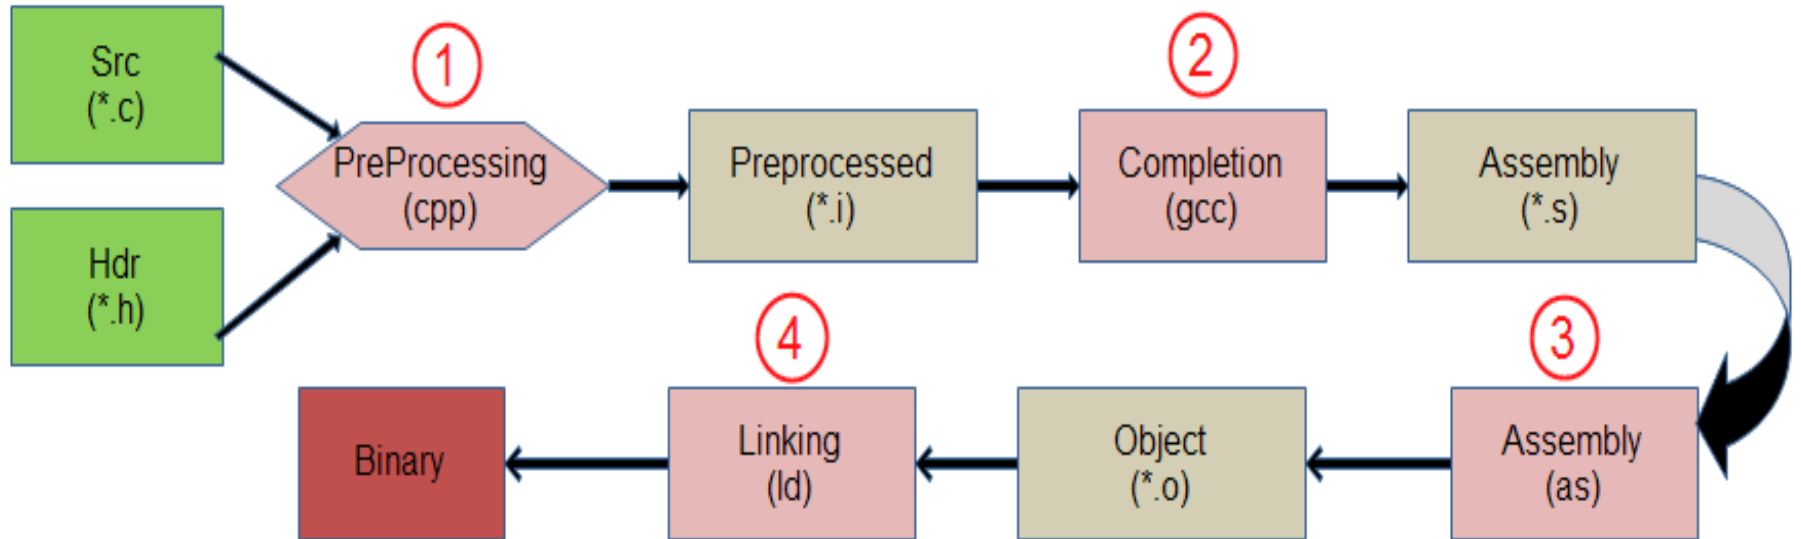 Src
(*.c)
1
PreProcessing
(cpp)
Preprocessed
(*.i)
2
Completion
(gcc)
Assembly
(*.s)
Hdr
(*.h)
Binary
4
Linking
(ld)
Object
(*.o)
3
Assembly
(as)